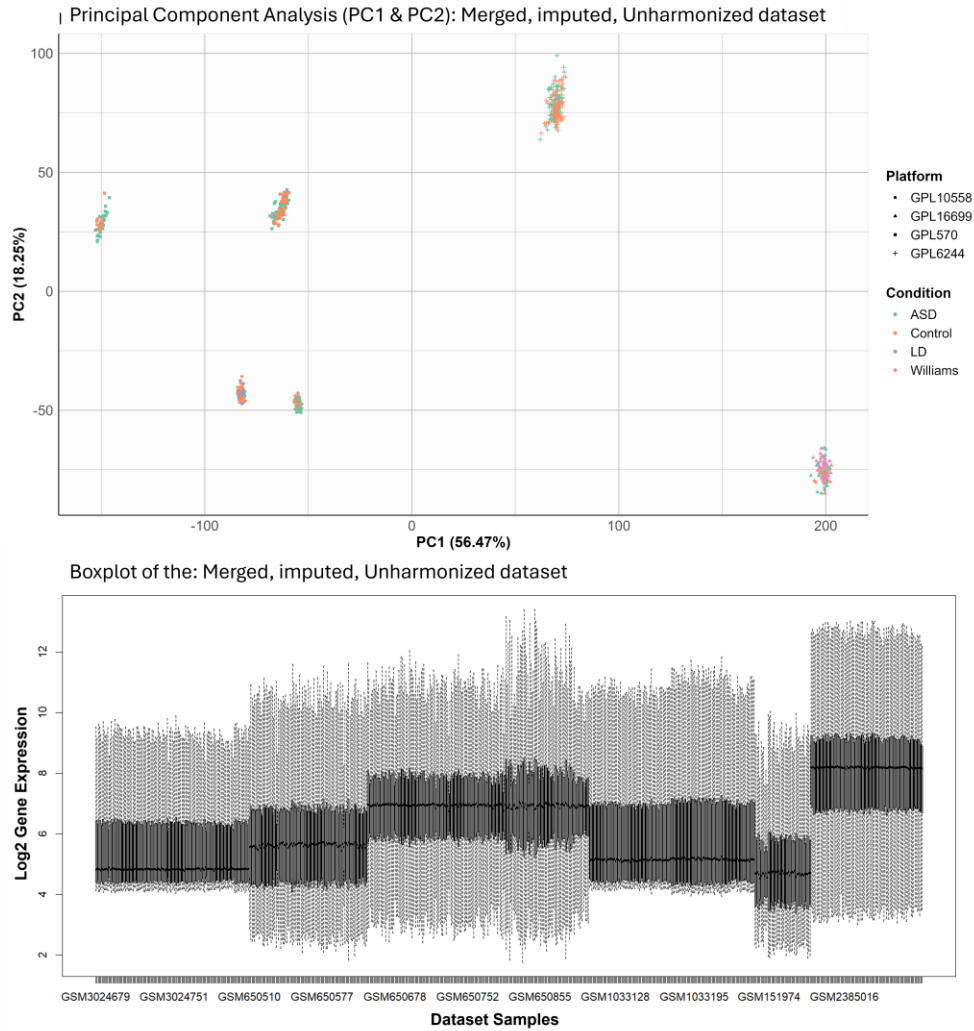 Principal Component Analysis (PC1 & PC2): Merged, imputed, Unharmonized dataset
100
50
0
-50
PC2 (18.25%)
-100
0
100
200
PC1 (56.47%)
Platform
GPL10558
GPL16699
GPL570
GPL6244
Condition
ASD
Control
LD
Williams
Boxplot of the: Merged, imputed, Unharmonized dataset
Log2 Gene Expression
12
10
8
6
4
2
GSM3024679 GSM3024751 GSM650510 GSM650577 GSM650678 GSM650752 GSM650855 GSM1033128 GSM1033195 GSM151974 GSM2385016
Dataset Samples